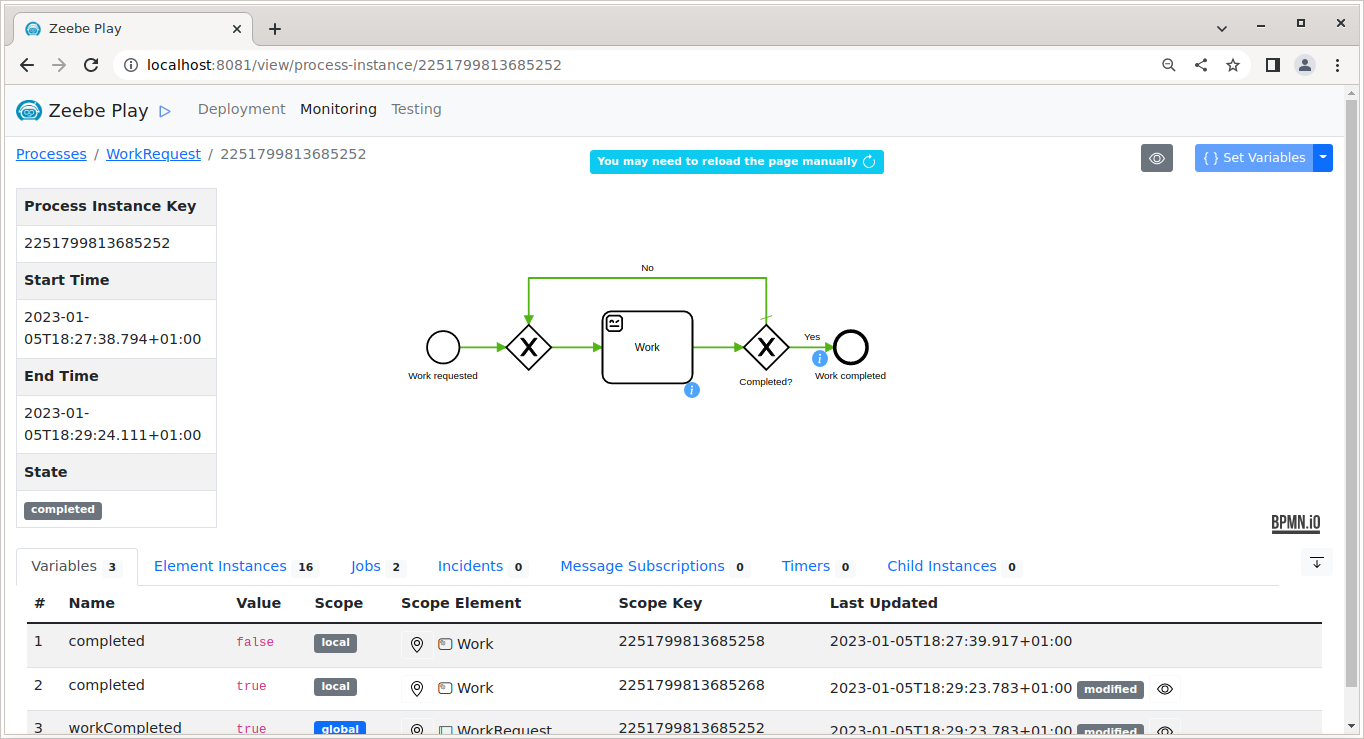 Zeebe Play
localhost:8081/view/process-instance/2251799813685252
Zeebe Play Deployment Monitoring Testing
Processes / WorkRequest / 2251799813685252
You may need to reload the page manually
{ } Set Variables
Process Instance Key
2251799813685252
Start Time
2023-01-
05T18:27:38.794+01:00
End Time
2023-01-
05T18:29:24.111+01:00
State
completed
No
Work requested
X
Work
X
Completed?
Yes
i
i
Work completed
BPMN.iO
Variables 3 Element Instances 16 Jobs 2 Incidents 0 Message Subscriptions 0 Timers 0 Child Instances 0
# Name Value Scope Scope Element Scope Key Last Updated
1 completed false local Work 2251799813685258 2023-01-05T18:27:39.917+01:00
2 completed true local Work 2251799813685268 2023-01-05T18:29:23.783+01:00 modified
3 workCompleted true global WorkRequest 2251799813685252 2023-01-05T18:29:23.783+01:00 modified